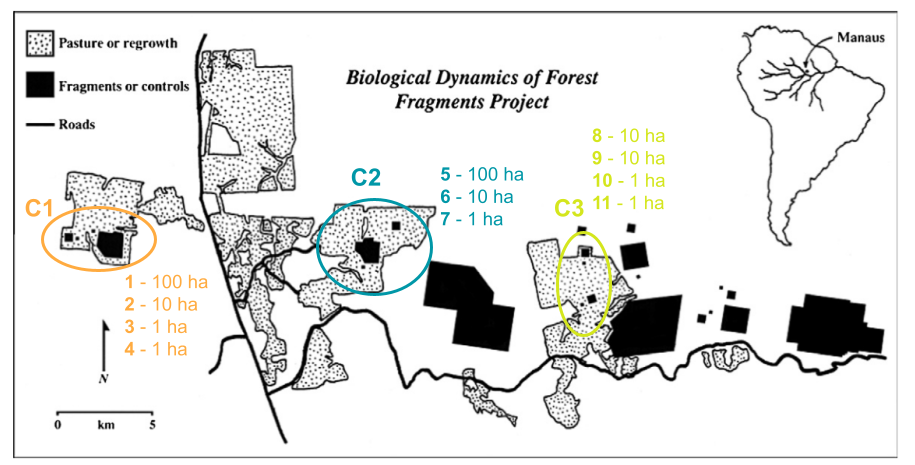 Pasture or regrowth
Fragments or controls
Roads
Biological Dynamics of Forest
Fragments Project
Manaus
C1
1 - 100 ha
2 - 10 ha
3 - 1 ha
4 - 1 ha
C2
5 - 100 ha
6 - 10 ha
7 - 1 ha
C3
8 - 10 ha
9 - 10 ha
10 - 1 ha
11 - 1 ha
N
0 km 5